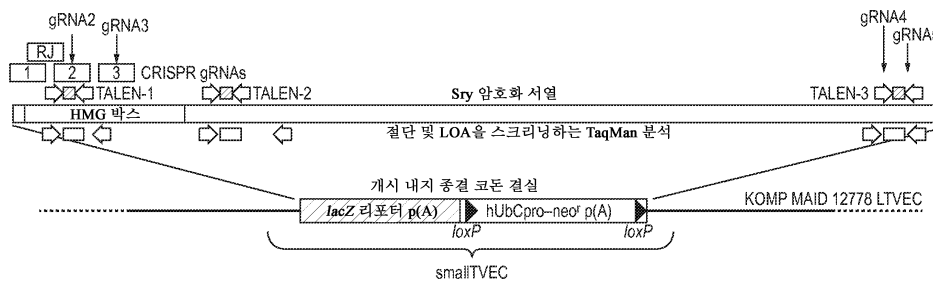 gRNA2
gRNA3
gRNA4
RJ
1
2
3
CRISPR gRNAs
TALEN-1
TALEN-2
Sry 암호화 서열
TALEN-3
HMG 박스
절단 및 LOA을 스크리닝하는 TaqMan 분석
개시 내지 종결 코돈 결실
KOMP MAID 12778 LTVEC
lacZ 리포터 p(A)
hUbCpro–neoʳ p(A)
loxP
loxP
smallTVEC